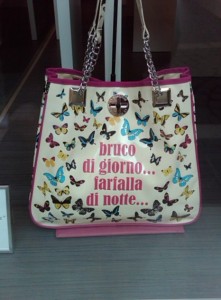 bruco
di giorno...
farfalla
di notte...